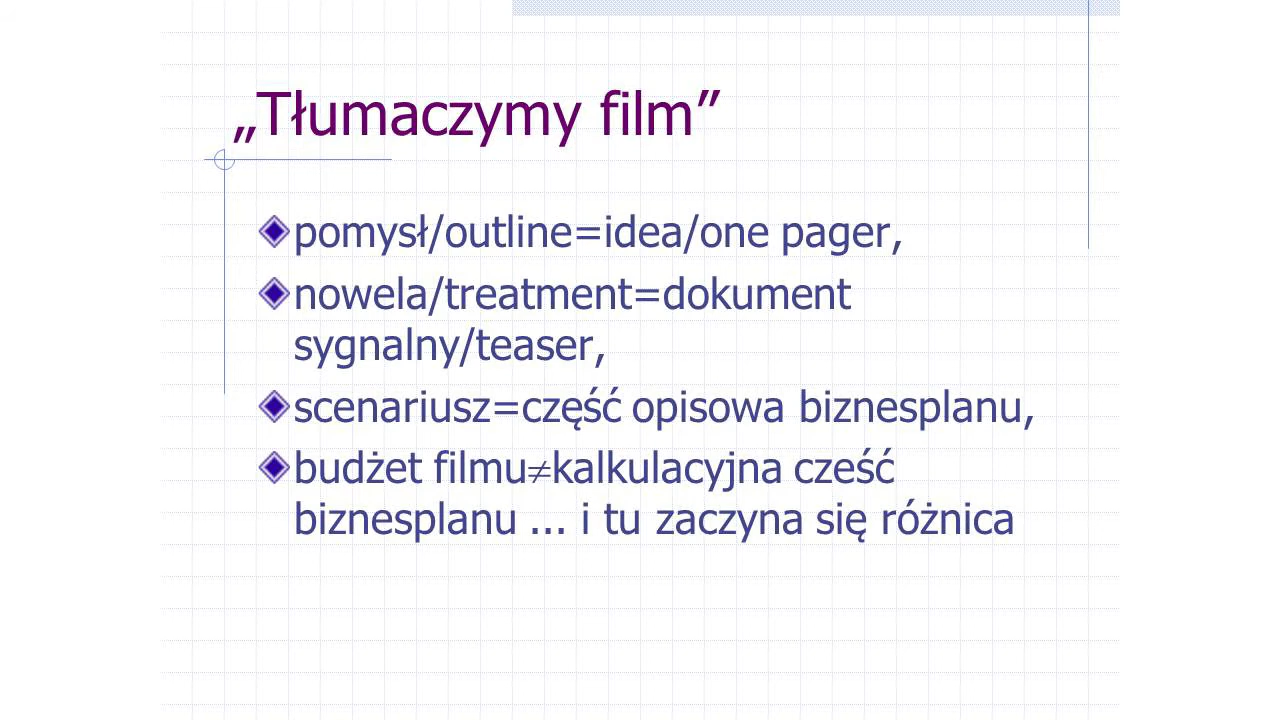 „Tłumaczymy film”
pomysł/outline=idea/one pager,
nowela/treatment=dokument
sygnalny/teaser,
scenariusz=część opisowa biznesplanu,
budżet filmu≠kalkulacyjna cześć
biznesplanu ... i tu zaczyna się różnica